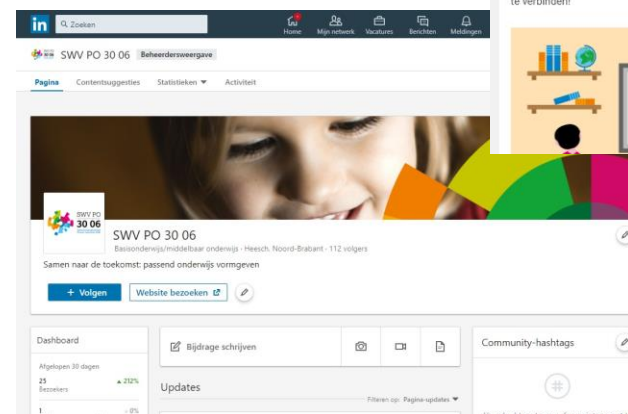 te verbinden!
in Zoeken Home Mijn netwerk Vacatures Berichten Meldingen
SWV PO 30 06 Beheerdersweergave
Pagina Contentsuggesties Statistieken Activiteit
SWV PO
30 06
SWV PO 30 06
Basisonderwijs/middelbaar onderwijs - Heesch, Noord-Brabant - 112 volgers
Samen naar de toekomst: passend onderwijs vormgeven
+ Volgen Website bezoeken
Dashboard
Afgelopen 30 dagen
25 ▲ 212%
Bezoekers
1 - 0%
Bijdrage schrijven
Updates
Filteren op: Pagina-updates
Community-hashtags
#